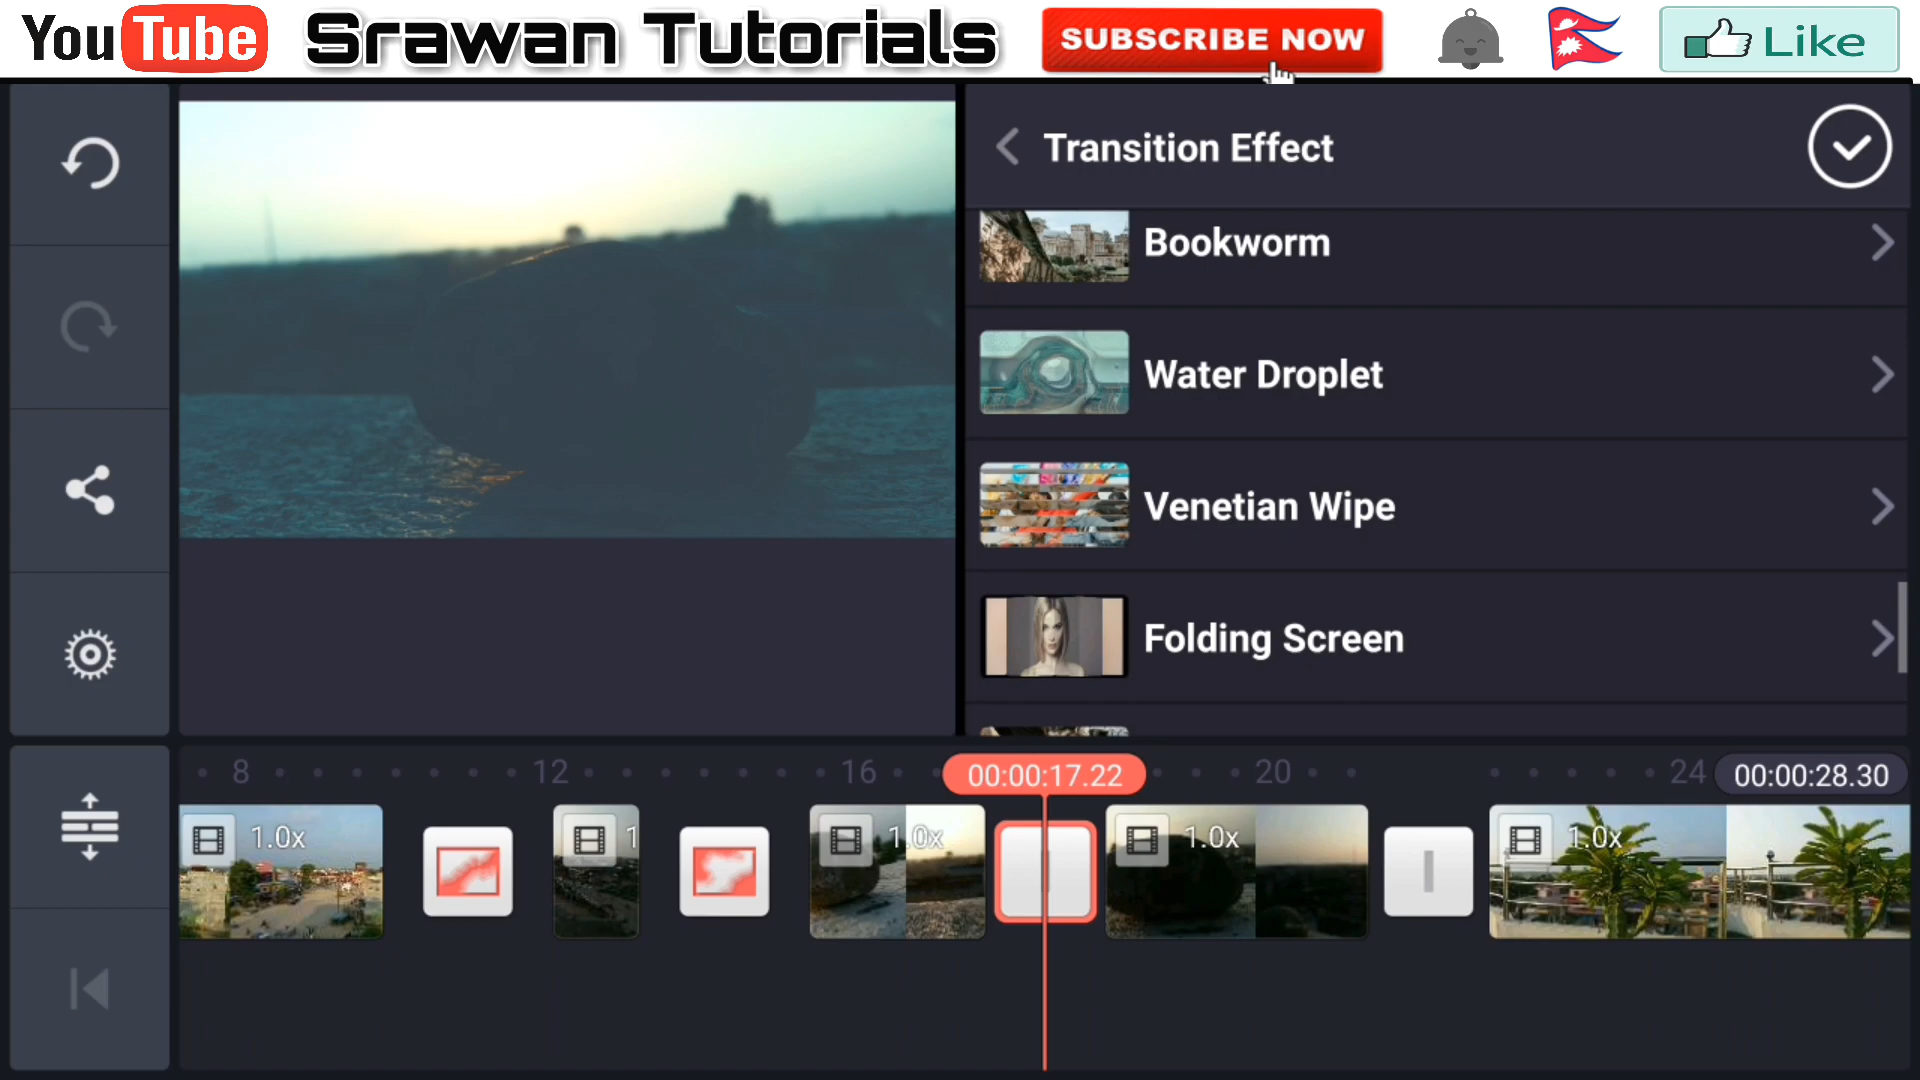 YouTube Srawan Tutorials SUBSCRIBE NOW Like
Transition Effect
Bookworm
Water Droplet
Venetian Wipe
Folding Screen
8 12 16 00:00:17.22 20 24 00:00:28.30
1.0x 1 1.0x 1.0x 1.0x